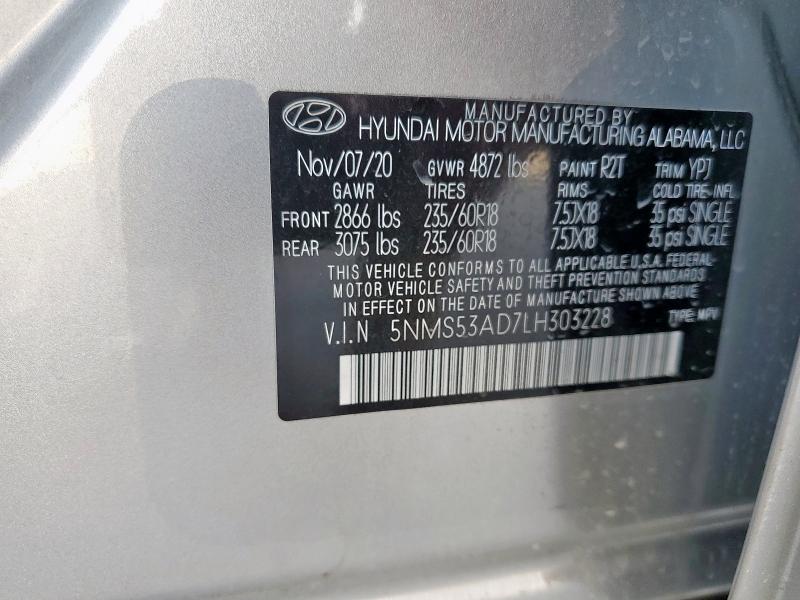 MANUFACTURED BY
HYUNDAI MOTOR MANUFACTURING ALABAMA, LLC
Nov/07/20 GVWR 4872 lbs PAINT R2T TRIM YPJ
GAWR TIRES RIMS COLD TIRE-INFL.
FRONT 2866 lbs 235/60R18 7.5JX18 35 psi SINGLE
REAR 3075 lbs 235/60R18 7.5JX18 35 psi SINGLE
THIS VEHICLE CONFORMS TO ALL APPLICABLE U.S.A. FEDERAL
MOTOR VEHICLE SAFETY AND THEFT PREVENTION STANDARDS
IN EFFECT ON THE DATE OF MANUFACTURE SHOWN ABOVE
V.I.N 5NMS53AD7LH303228 TYPE: MPV